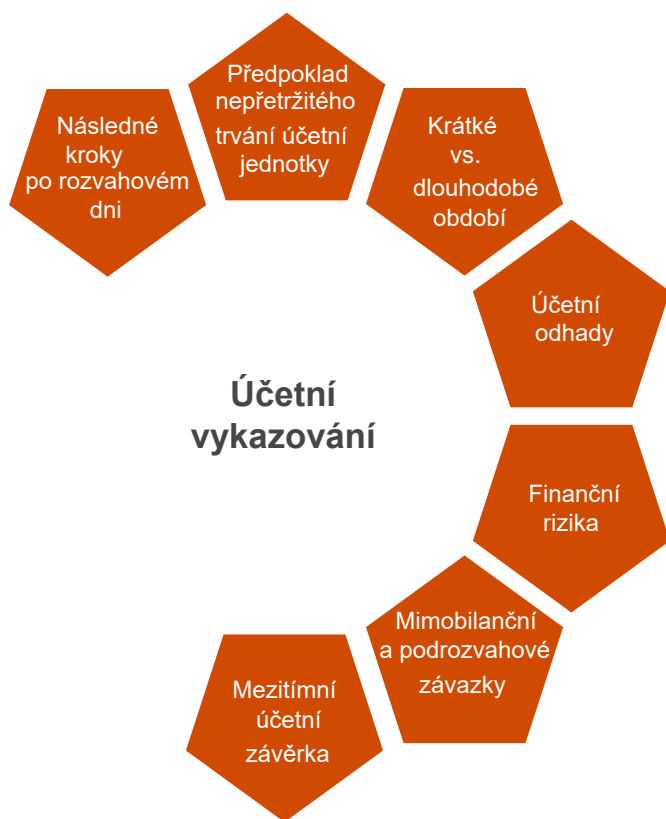 Následné
kroky
po rozvahovém
dni
Předpoklad
nepřetržitého
trvání účetní
jednotky
Krátké
vs.
dlouhodobé
období
Účetní
odhady
Účetní
vykazování
Finanční
rizika
Mimobilanční
a podrozvahové
závazky
Mezitímní
účetní
závěrka